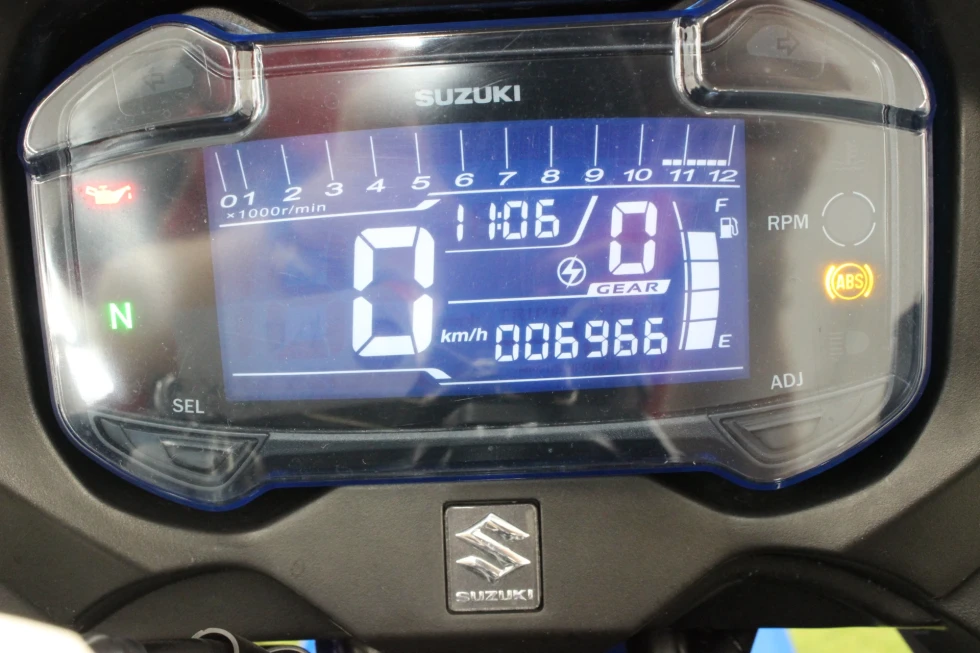 SUZUKI
0 1 2 3 4 5 6 7 8 9 10 11 12
×1000r/min
11:06
0
F
RPM
ABS
GEAR
N
0 km/h
006966
E
SEL
ADJ
SUZUKI